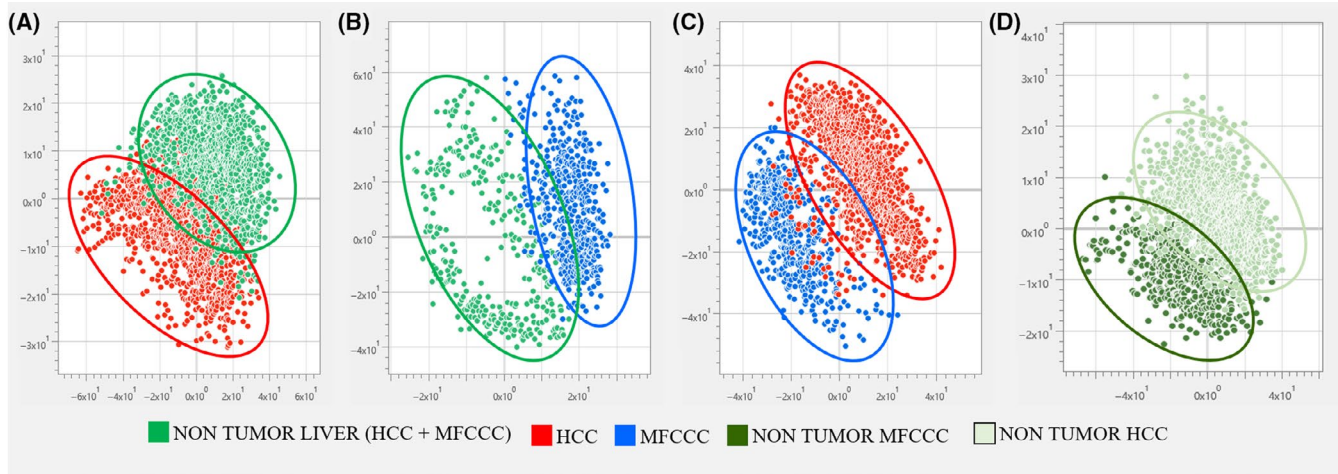 (A) (B) (C) (D)
3x10¹
2x10¹
1x10¹
0x10⁰
−1x10¹
−2x10¹
−3x10¹
−6x10¹ −4x10¹ −2x10¹ 0x10⁰ 2x10¹ 4x10¹ 6x10¹
6x10¹
4x10¹
2x10¹
0x10⁰
−2x10¹
−4x10¹
−2x10¹ 0x10⁰ 2x10¹
4x10¹
2x10¹
0x10⁰
−2x10¹
−4x10¹
−4x10¹ −2x10¹ 0x10⁰ 2x10¹ 4x10¹
4x10¹
3x10¹
2x10¹
1x10¹
0x10⁰
−1x10¹
−2x10¹
−4x10¹ 0x10⁰ 4x10¹
NON TUMOR LIVER (HCC + MFCCC) HCC MFCCC NON TUMOR MFCCC NON TUMOR HCC